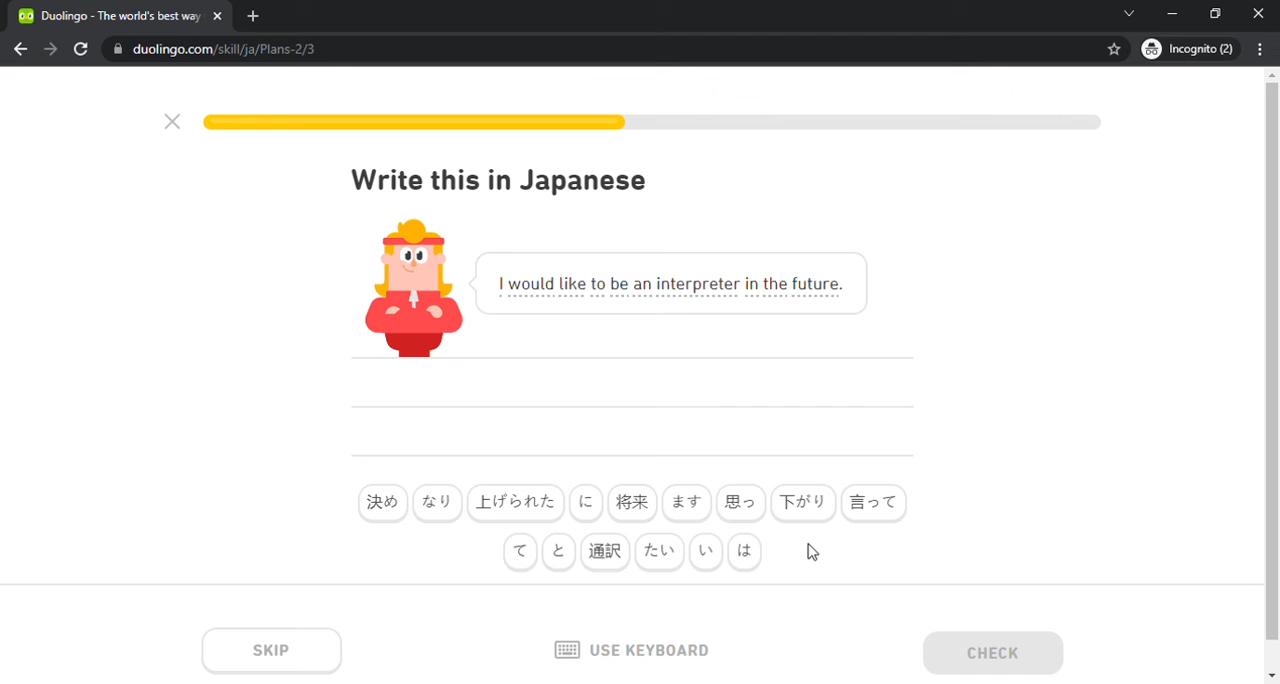 Duolingo - The world's best way
duolingo.com/skill/ja/Plans-2/3
Incognito (2)
Write this in Japanese
I would like to be an interpreter in the future.
決め なり 上げられた に 将来 ます 思っ 下がり 言って
て と 通訳 たい い は
SKIP
USE KEYBOARD
CHECK